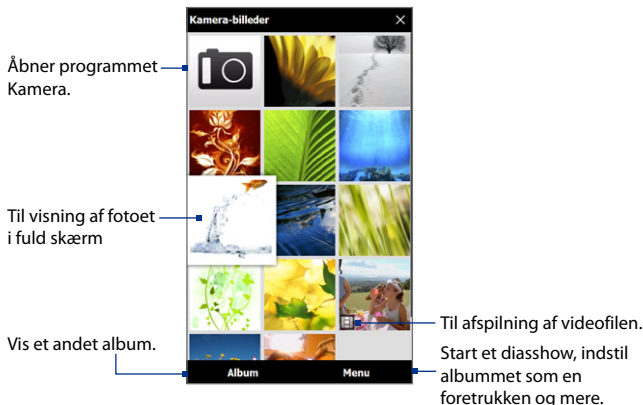 Kamera-billeder
Åbner programmet
Kamera.
Til visning af fotoet
i fuld skærm
Til afspilning af videofilen.
Vis et andet album.
Start et diasshow, indstil
albummet som en
foretrukken og mere.
Album
Menu